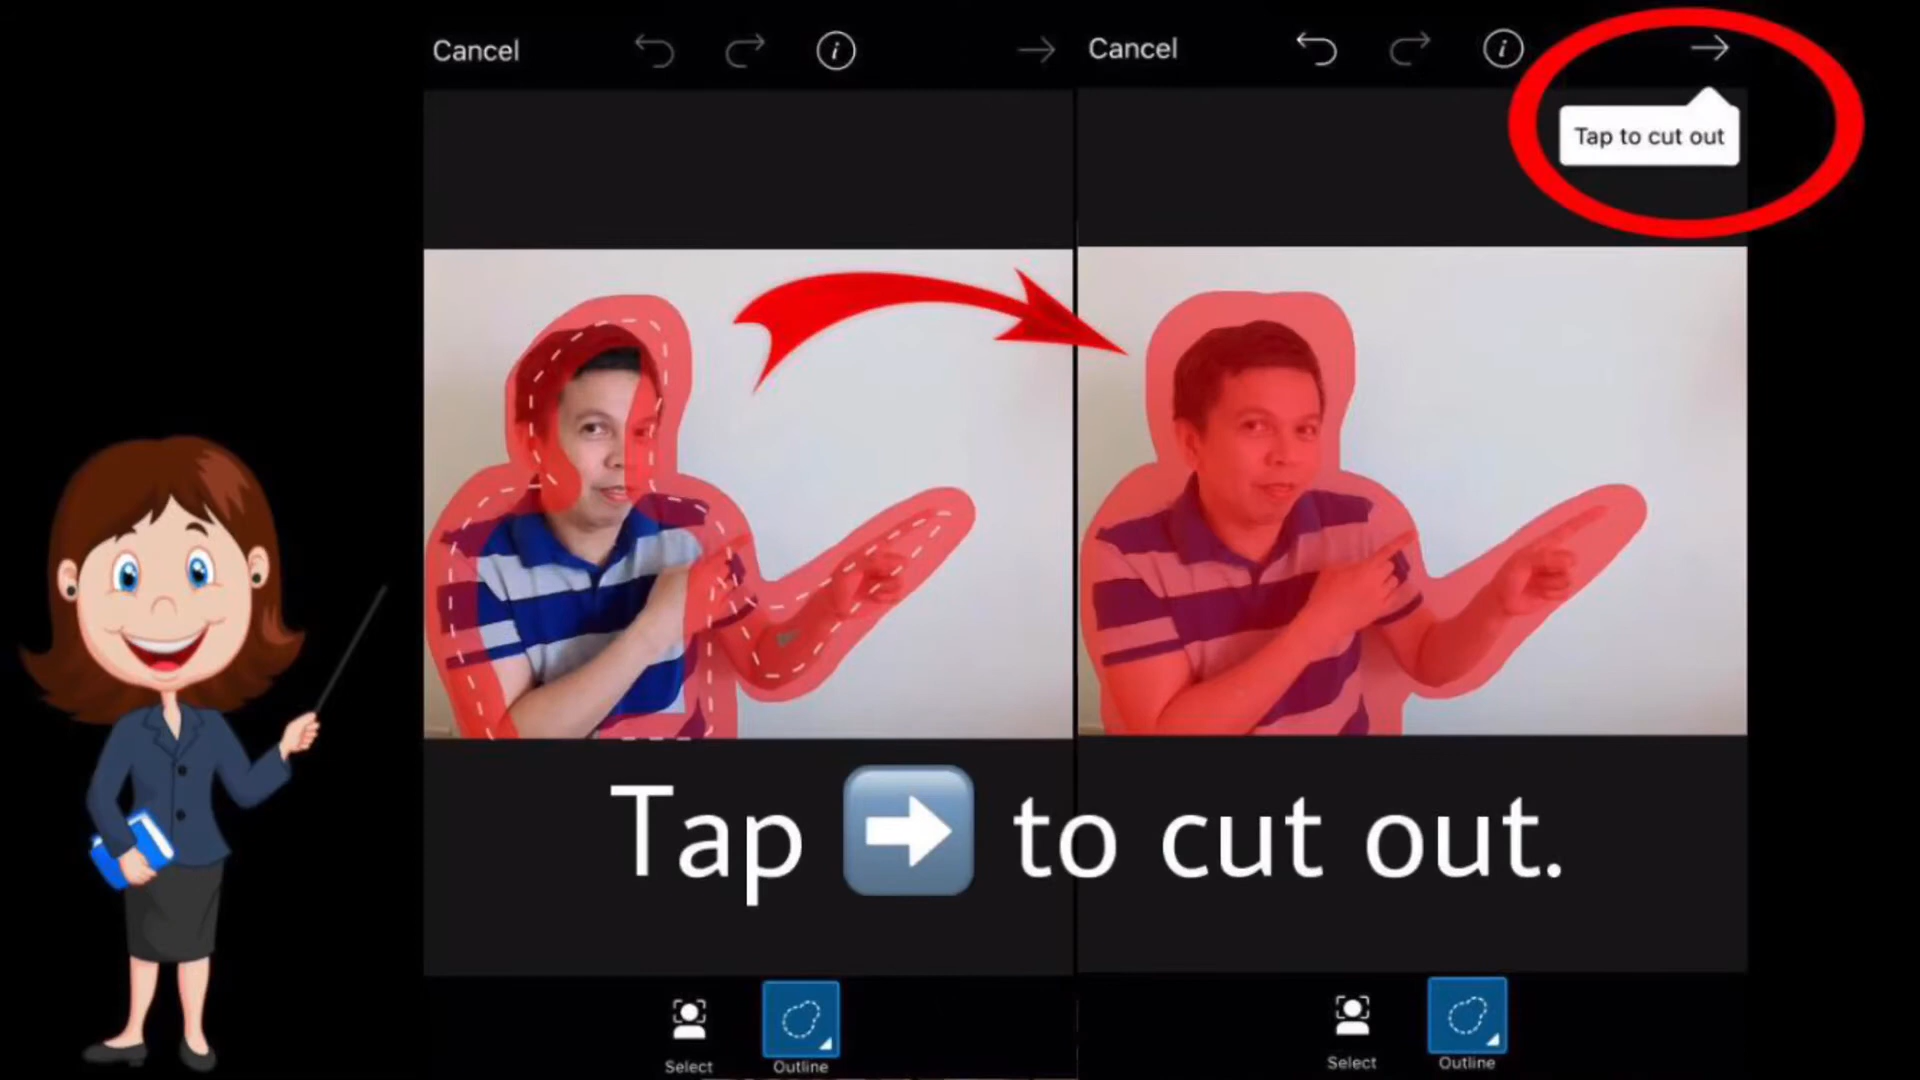 Cancel
Cancel
Tap to cut out
Tap ➡ to cut out.
Select
Outline
Select
Outline